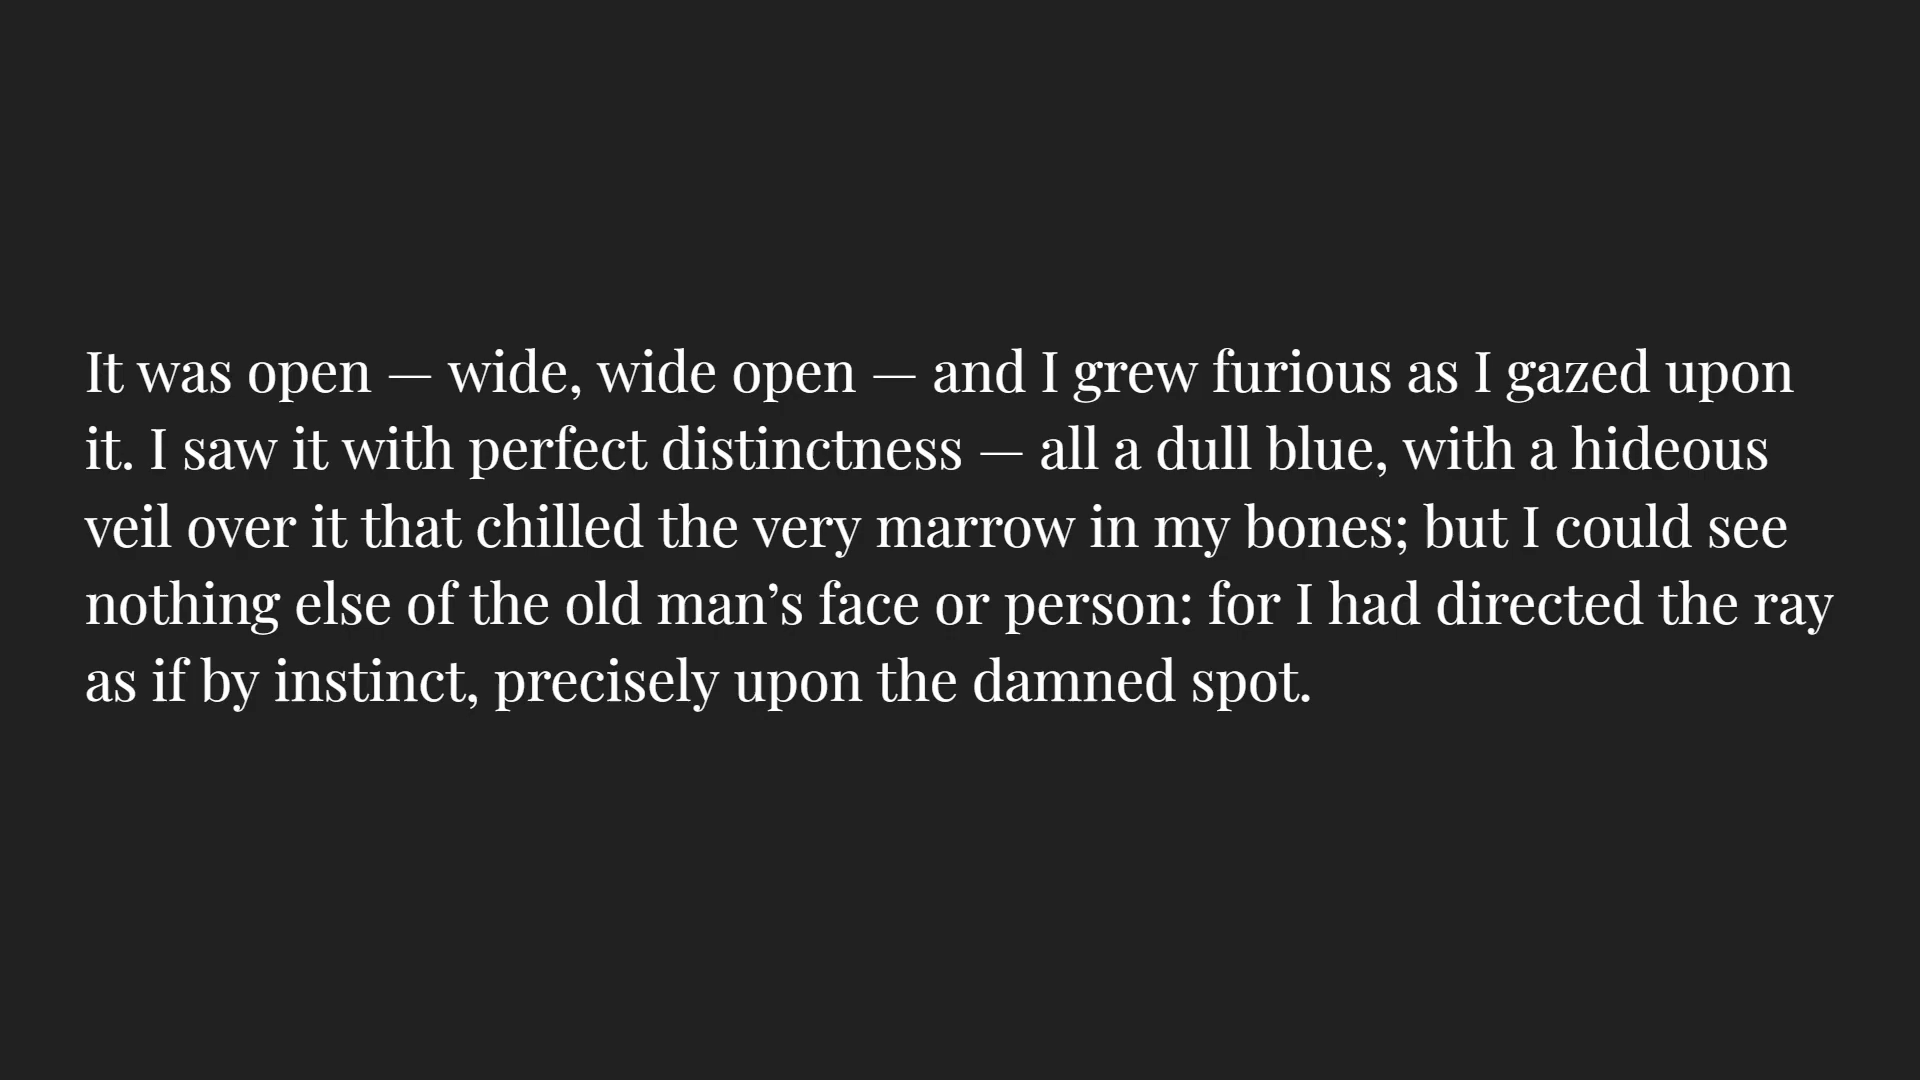 It was open — wide, wide open — and I grew furious as I gazed upon
it. I saw it with perfect distinctness — all a dull blue, with a hideous
veil over it that chilled the very marrow in my bones; but I could see
nothing else of the old man’s face or person: for I had directed the ray
as if by instinct, precisely upon the damned spot.